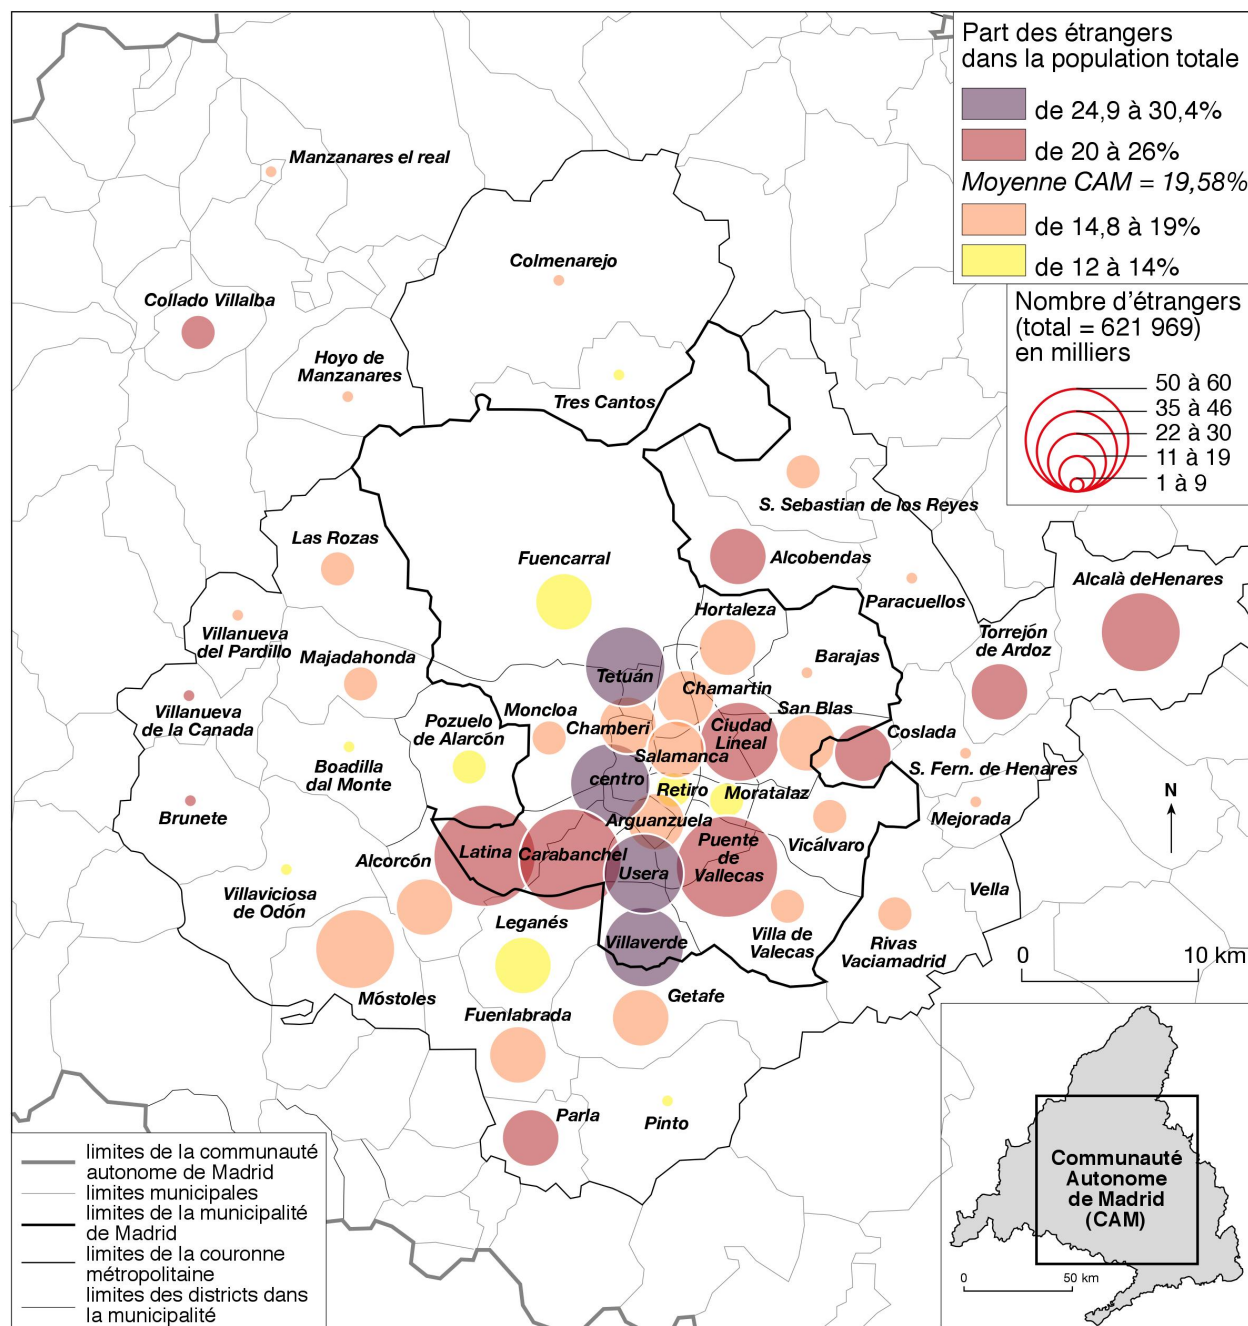 Part des étrangers
dans la population totale
de 24,9 à 30,4%
de 20 à 26%
Moyenne CAM = 19,58%
de 14,8 à 19%
de 12 à 14%
Nombre d'étrangers
(total = 621 969)
en milliers
50 à 60
35 à 46
22 à 30
11 à 19
1 à 9
Manzanares el real
Colmenarejo
Collado Villalba
Hoyo de
Manzanares
Tres Cantos
S. Sebastian de los Reyes
Las Rozas
Fuencarral
Alcobendas
Alcalà deHenares
Paracuellos
Hortaleza
Villanueva
del Pardillo
Torrejón
de Ardoz
Majadahonda
Barajas
Tetuán
Chamartin
Villanueva
de la Canada
Pozuelo
de Alarcón
Moncloa
Chamberi
San Blas
Ciudad
Lineal
Coslada
Salamanca
Boadilla
dal Monte
S. Fern. de Henares
centro
Retiro
Moratalaz
Brunete
Arguanzuela
Mejorada
N
Vicálvaro
Puente
de
Vallecas
Alcorcón
Latina
Carabanchel
Usera
Villaviciosa
de Odón
Vella
Leganés
Villaverde
Villa de
Valecas
Rivas
Vaciamadrid
0
10 km
Móstoles
Getafe
Fuenlabrada
Parla
Pinto
limites de la communauté
autonome de Madrid
limites municipales
limites de la municipalité
de Madrid
limites de la couronne
métropolitaine
limites des districts dans
la municipalité
Communauté
Autonome
de Madrid
(CAM)
0
50 km